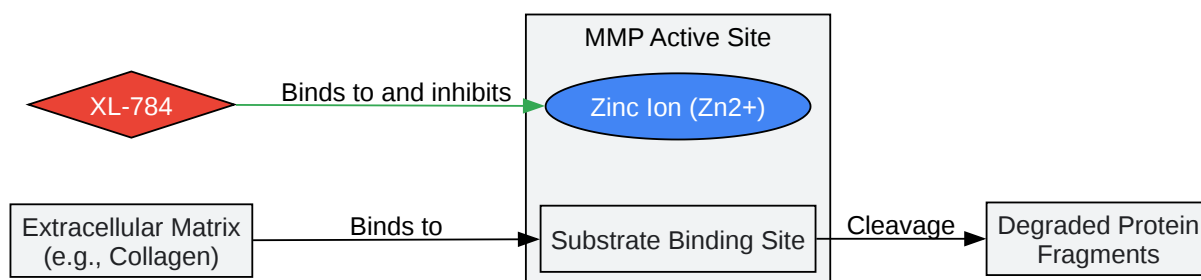 MMP Active Site
XL-784
Binds to and inhibits
Zinc Ion (Zn2+)
Extracellular Matrix
(e.g., Collagen)
Binds to
Substrate Binding Site
Cleavage
Degraded Protein
Fragments